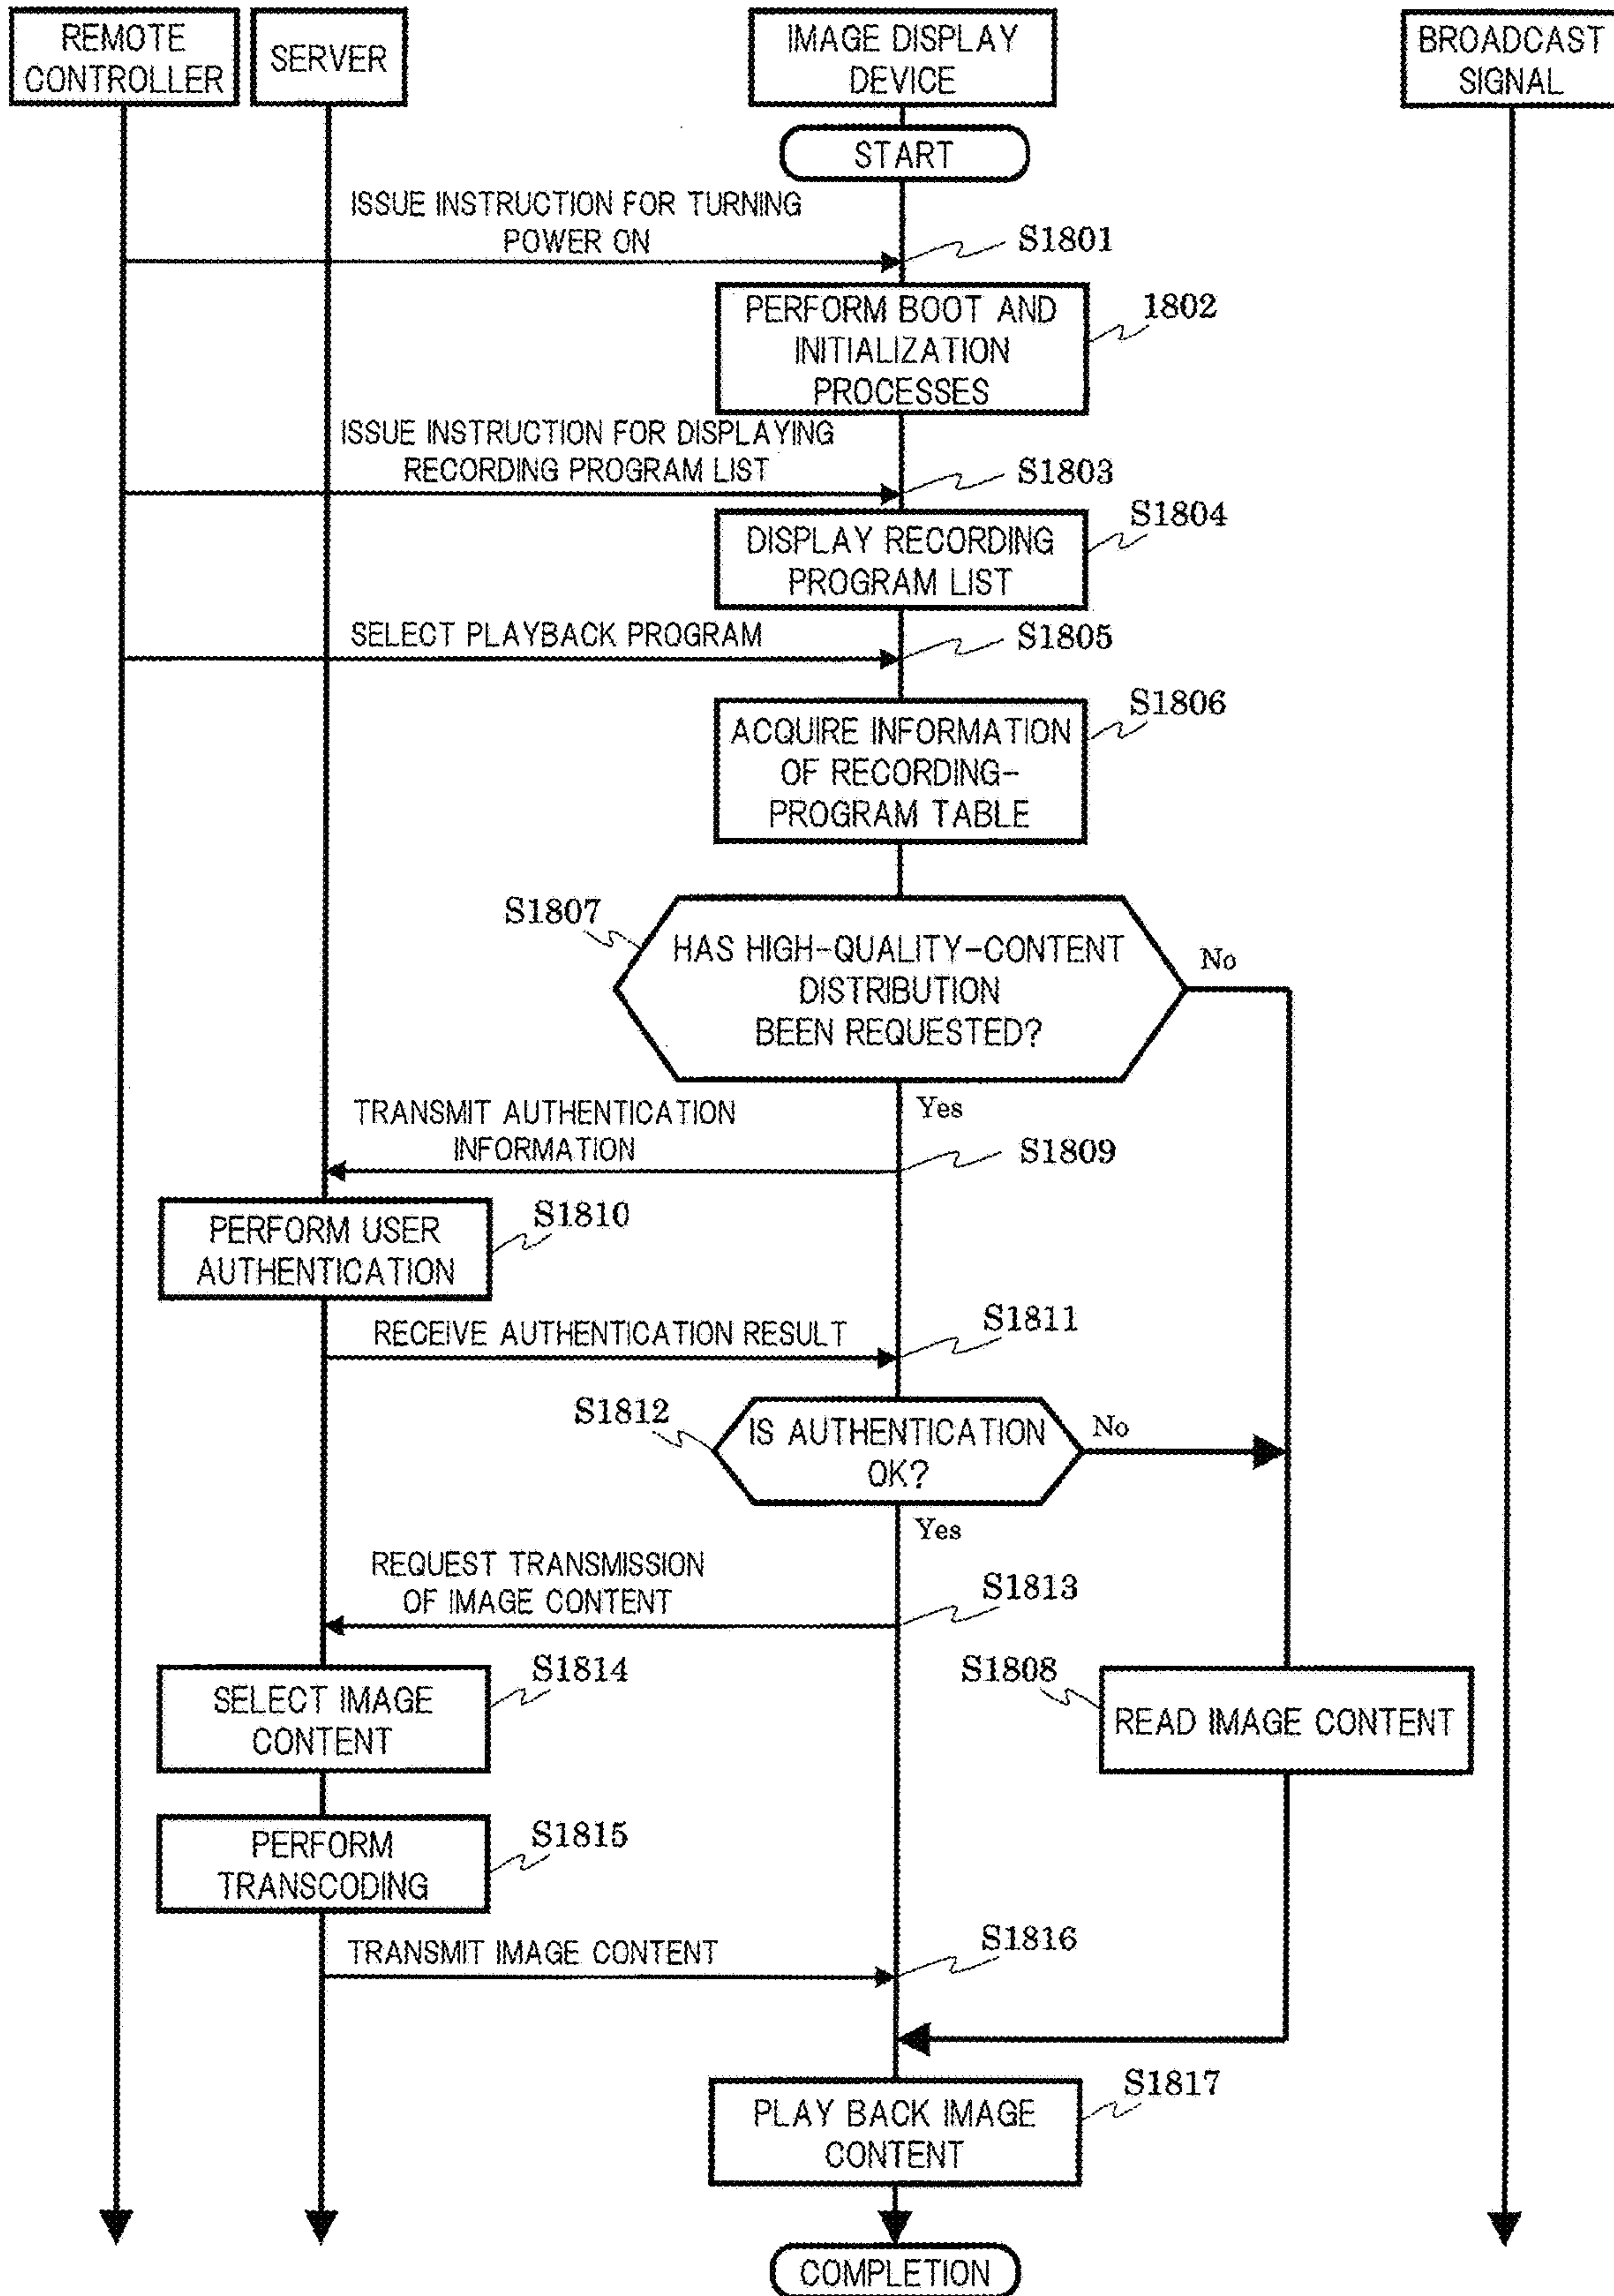 REMOTE
CONTROLLER
SERVER
IMAGE DISPLAY
DEVICE
BROADCAST
SIGNAL
START
ISSUE INSTRUCTION FOR TURNING
POWER ON
S1801
PERFORM BOOT AND
INITIALIZATION
PROCESSES
1802
ISSUE INSTRUCTION FOR DISPLAYING
RECORDING PROGRAM LIST
S1803
DISPLAY RECORDING
PROGRAM LIST
S1804
SELECT PLAYBACK PROGRAM
S1805
ACQUIRE INFORMATION
OF RECORDING-
PROGRAM TABLE
S1806
S1807
HAS HIGH-QUALITY-CONTENT
DISTRIBUTION
BEEN REQUESTED?
No
Yes
TRANSMIT AUTHENTICATION
INFORMATION
S1809
PERFORM USER
AUTHENTICATION
S1810
RECEIVE AUTHENTICATION RESULT
S1811
S1812
IS AUTHENTICATION
OK?
No
Yes
REQUEST TRANSMISSION
OF IMAGE CONTENT
S1813
SELECT IMAGE
CONTENT
S1814
S1808
READ IMAGE CONTENT
PERFORM
TRANSCODING
S1815
TRANSMIT IMAGE CONTENT
S1816
PLAY BACK IMAGE
CONTENT
S1817
COMPLETION